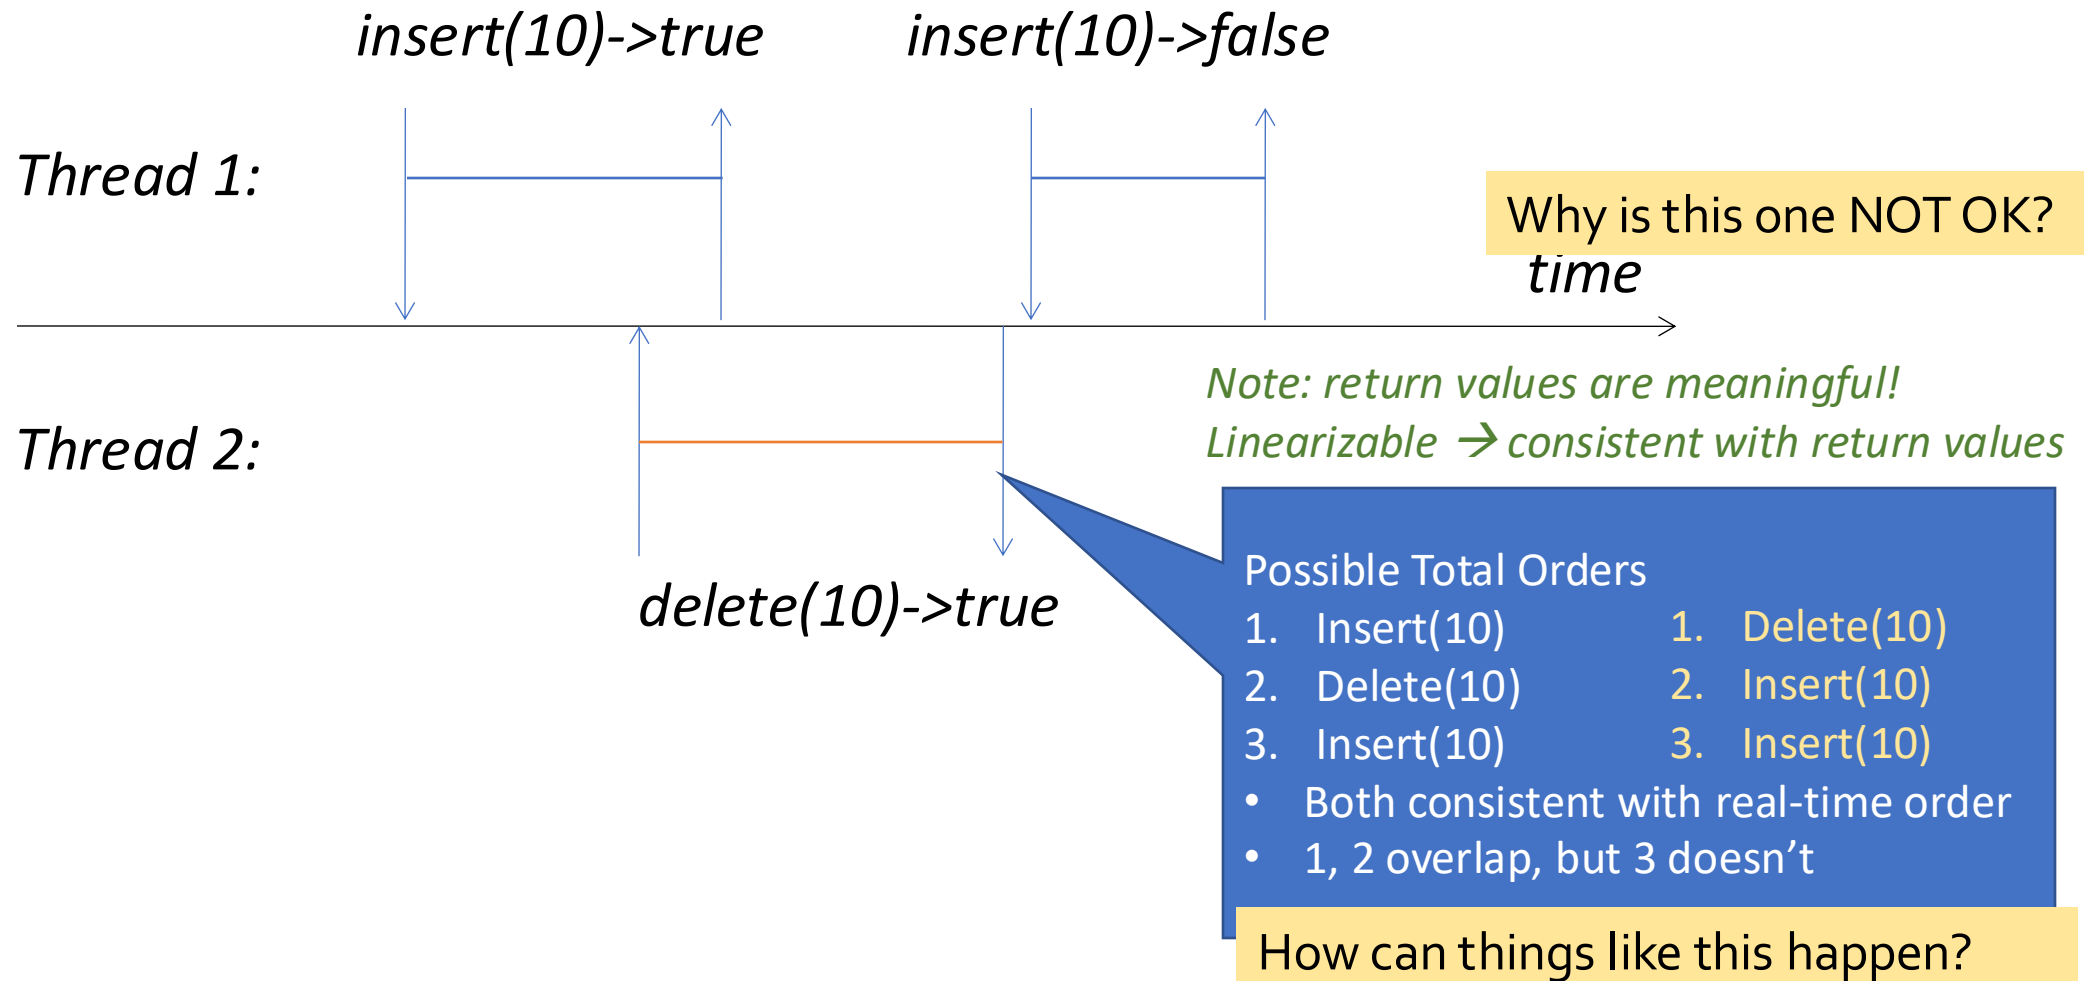 insert(10)->true insert(10)->false
Thread 1:
Why is this one NOT OK?
time
Note: return values are meaningful!
Linearizable → consistent with return values
Thread 2:
delete(10)->true
Possible Total Orders
1. Insert(10) 1. Delete(10)
2. Delete(10) 2. Insert(10)
3. Insert(10) 3. Insert(10)
• Both consistent with real-time order
• 1, 2 overlap, but 3 doesn’t
How can things like this happen?